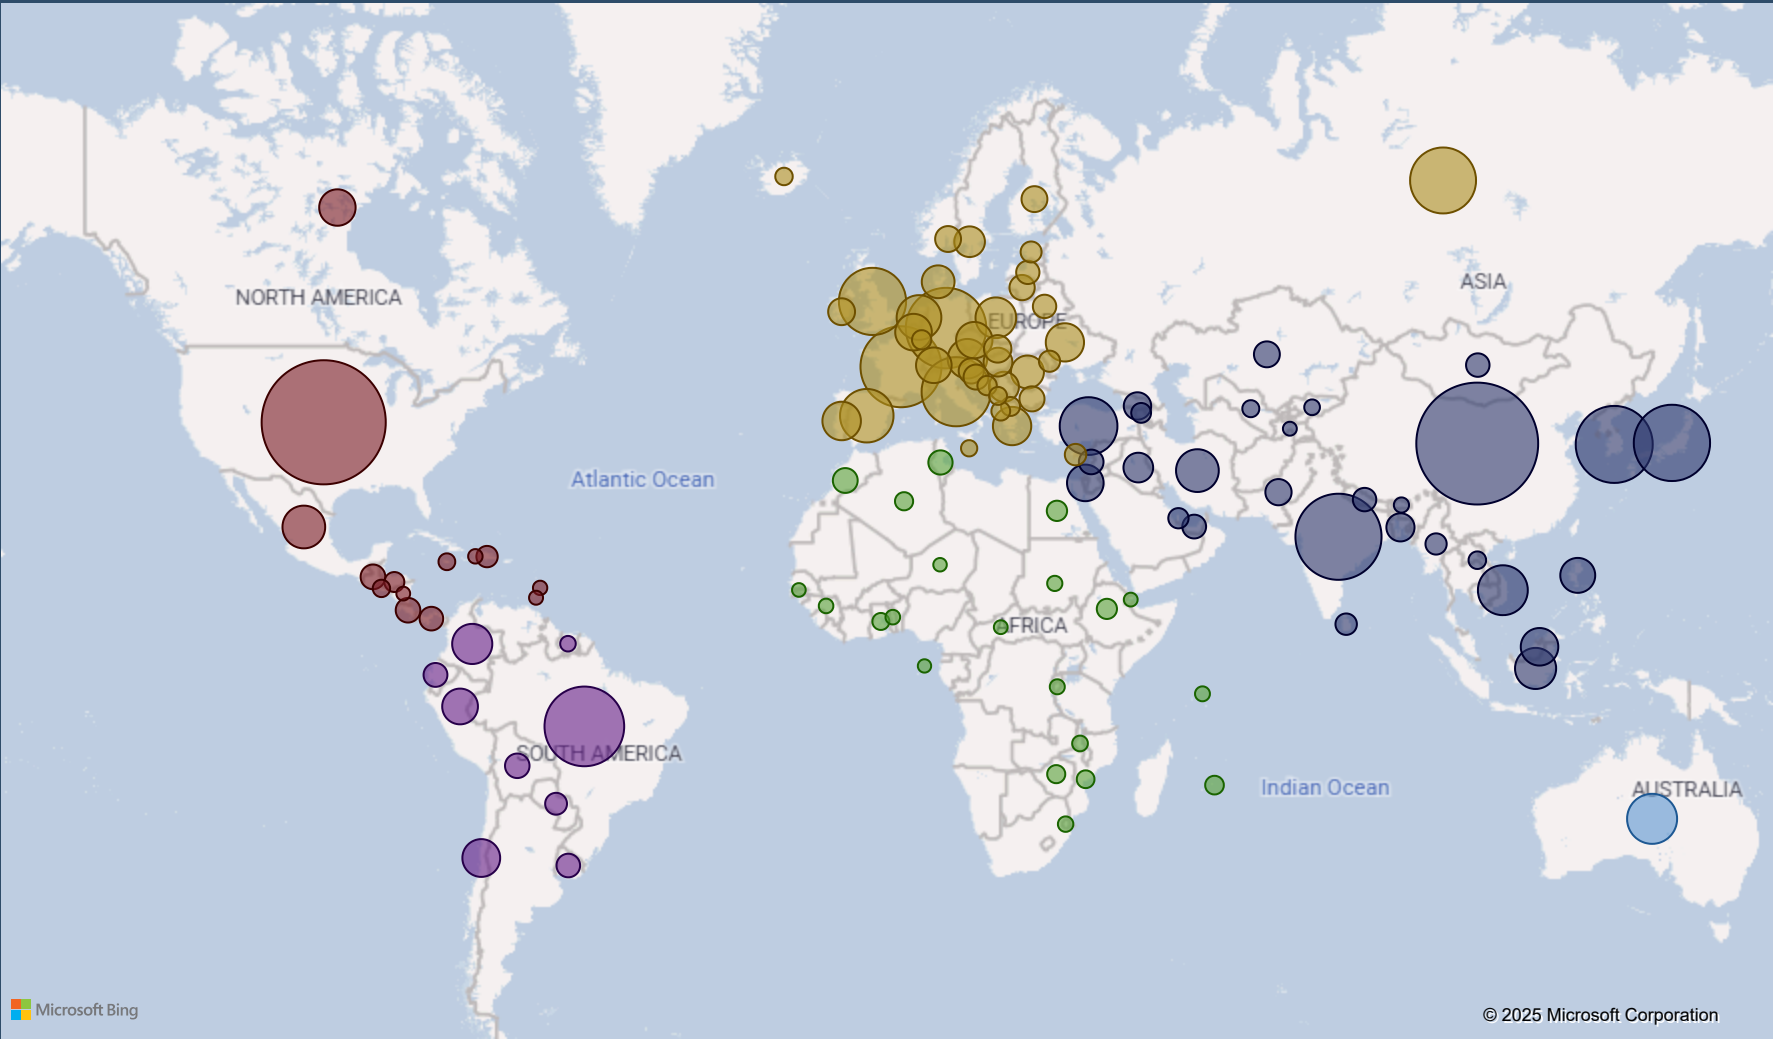 ASIA
NORTH AMERICA
EUROPE
Atlantic Ocean
AFRICA
SOUTH AMERICA
Indian Ocean
AUSTRALIA
Microsoft Bing
© 2025 Microsoft Corporation